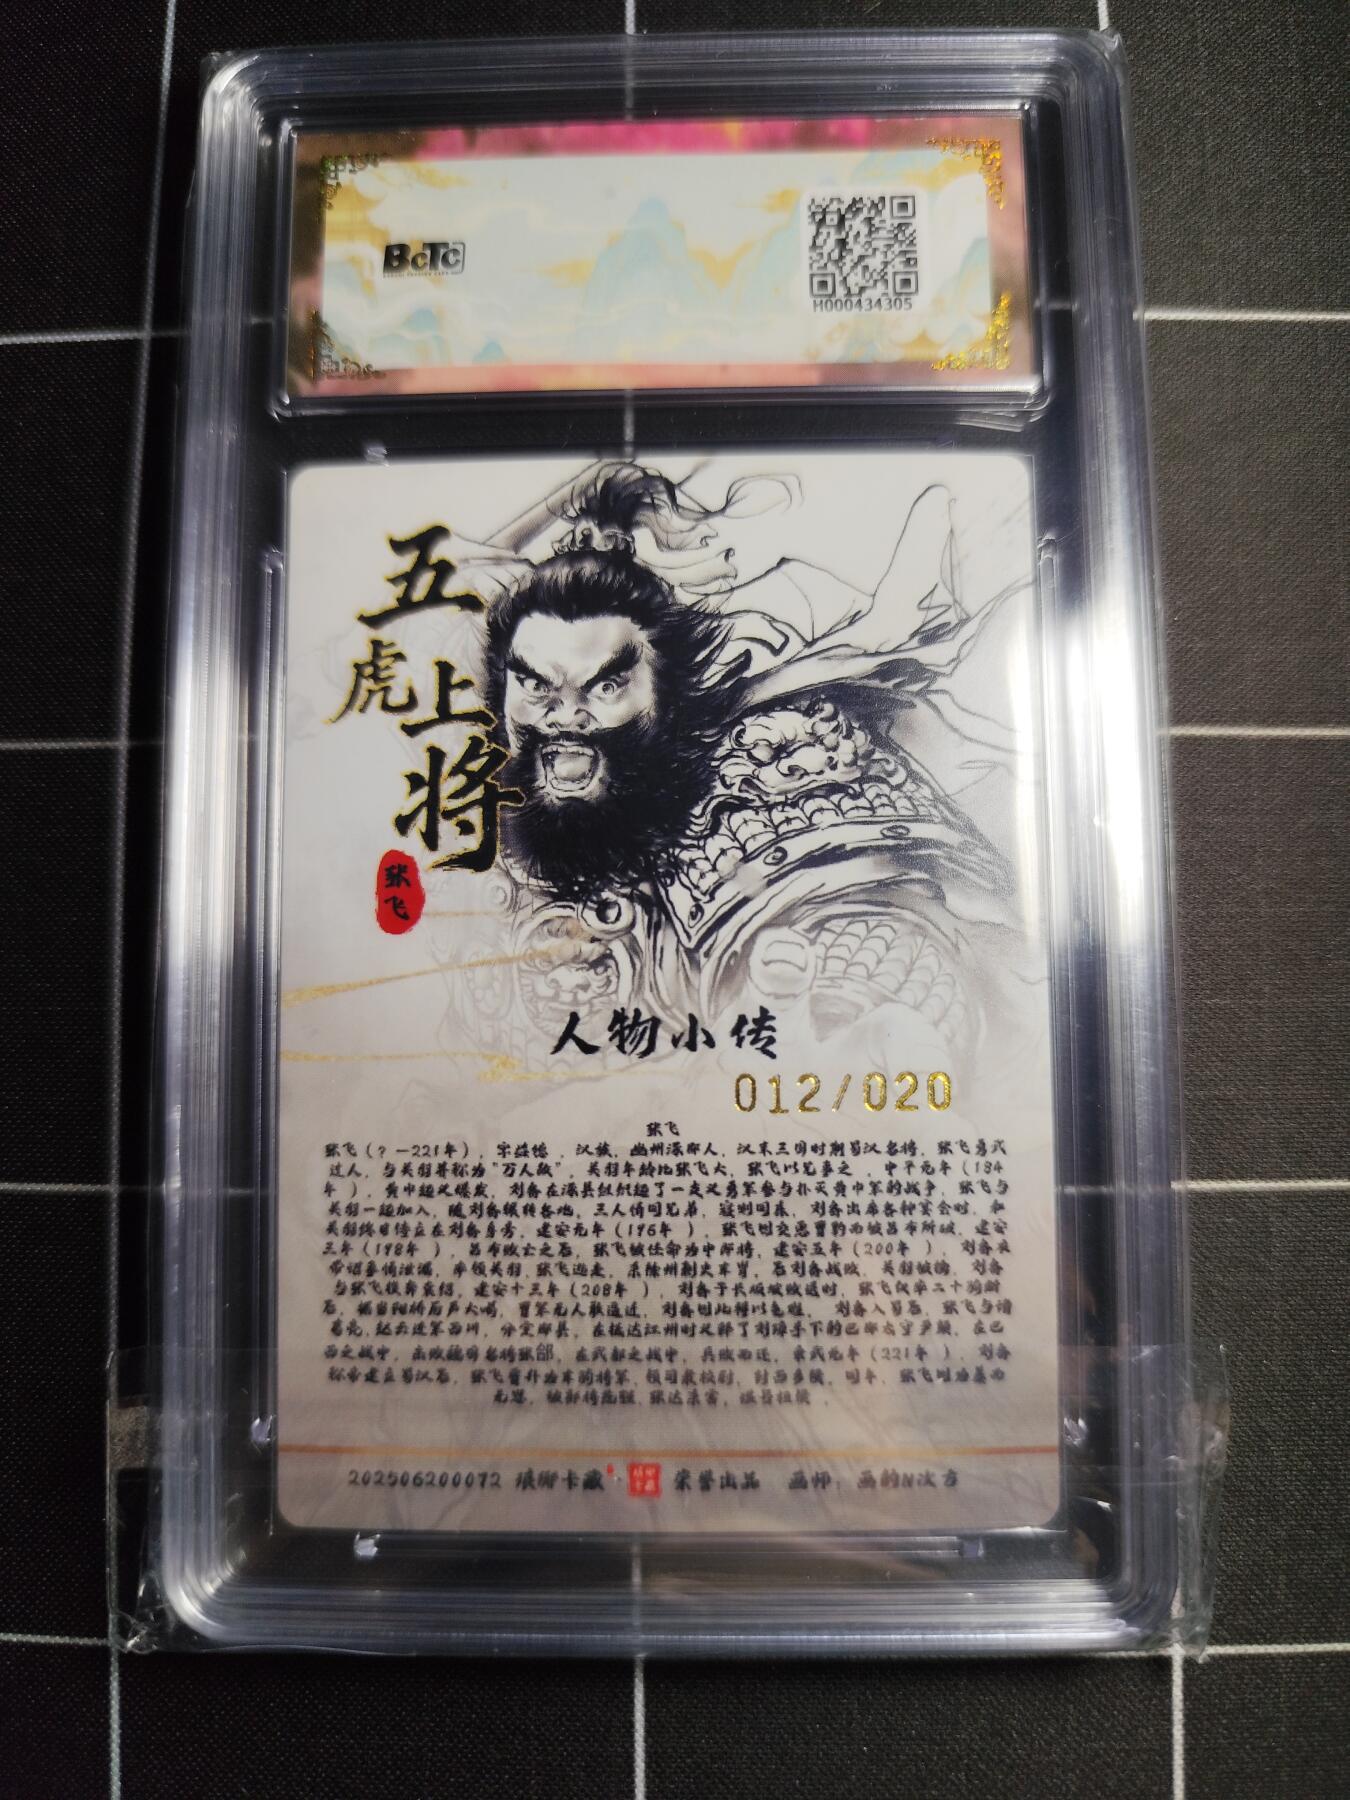 BcTc
H000434305
五虎上将
张飞
人物小传
012/020
张飞
张飞（？—221年），字益德，汉族，幽州涿郡人，汉末三国时期蜀汉名将，张飞勇武
过人，与关羽并称为“万人敌”，关羽年龄比张飞大，张飞以兄事之，中平元年（184
年），黄巾起义爆发，刘备在涿县组织起了一支义勇军参与扑灭黄巾军的战争，张飞与
关羽一起加入，随刘备辗转各地，三人情同兄弟，寝则同床，刘备出席各种宴会时，和
关羽终日侍立在刘备身旁，建安元年（196年），张飞因交恶曹豹而城吕布所破，建安
三年（198年），吕布败亡之后，张飞被任命为中郎将，建安五年（200年），刘备衣
带诏事情泄漏，率领关羽，张飞逃走，杀徐州刺史车胄，后刘备战败，关羽被擒，刘备
与张飞投奔袁绍，建安十三年（208年），刘备于长坂坡败退时，张飞仅率二十骑断
后，据当阳桥厉声大喝，曹军无人敢逼近，刘备因此得以免难，刘备入蜀后，张飞与诸
葛亮，赵云进军西川，分定郡县，在抵达江州时义释了刘璋手下的巴郡太守严颜，在巴
西之战中，击败魏国名将张郃，在武都之战中，兵败而还，章武元年（221年），刘备
称帝建立蜀汉后，张飞晋升为车骑将军，领司隶校尉，封西乡侯，同年，张飞因为暴而
无恩，被部将范疆，张达杀害，谥号桓侯，
202506200072 琅琊卡藏 荣誉出品 画师：画的N次方